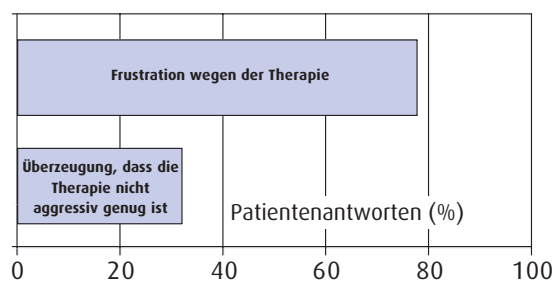 Frustration wegen der Therapie
Überzeugung, dass die
Therapie nicht
aggressiv genug ist
Patientenantworten (%)
0 20 40 60 80 100